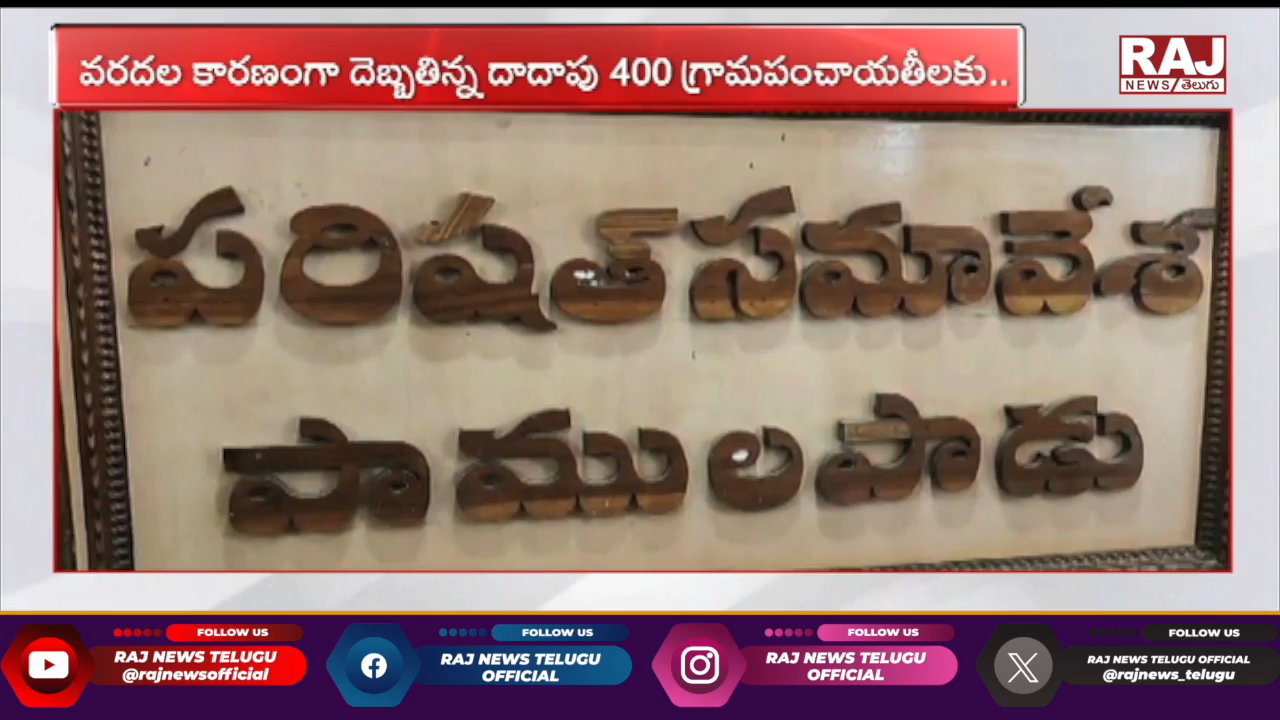 వరదల కారణంగా దెబ్బతిన్న దాదాపు 400 గ్రామపంచాయతీలకు..
RAJ
NEWS తెలుగు
పరిషత్ సమావేశ
పాములపాడు
FOLLOW US
RAJ NEWS TELUGU
@rajnewsofficial
FOLLOW US
RAJ NEWS TELUGU
OFFICIAL
FOLLOW US
RAJ NEWS TELUGU
OFFICIAL
FOLLOW US
RAJ NEWS TELUGU OFFICIAL
@rajnews_telugu